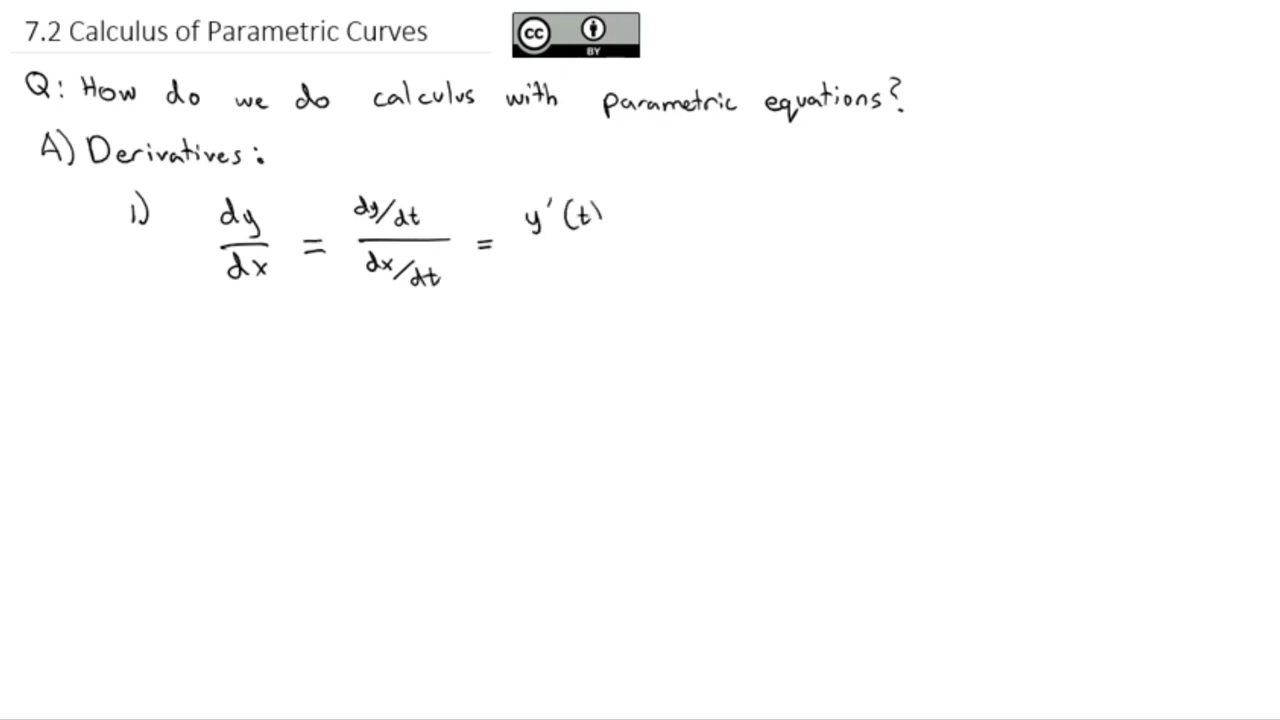 7.2 Calculus of Parametric Curves
CC BY
Q: How do we do calculus with parametric equations?
A) Derivatives:
1) dy/dx = (dy/dt)/(dx/dt) = y'(t)